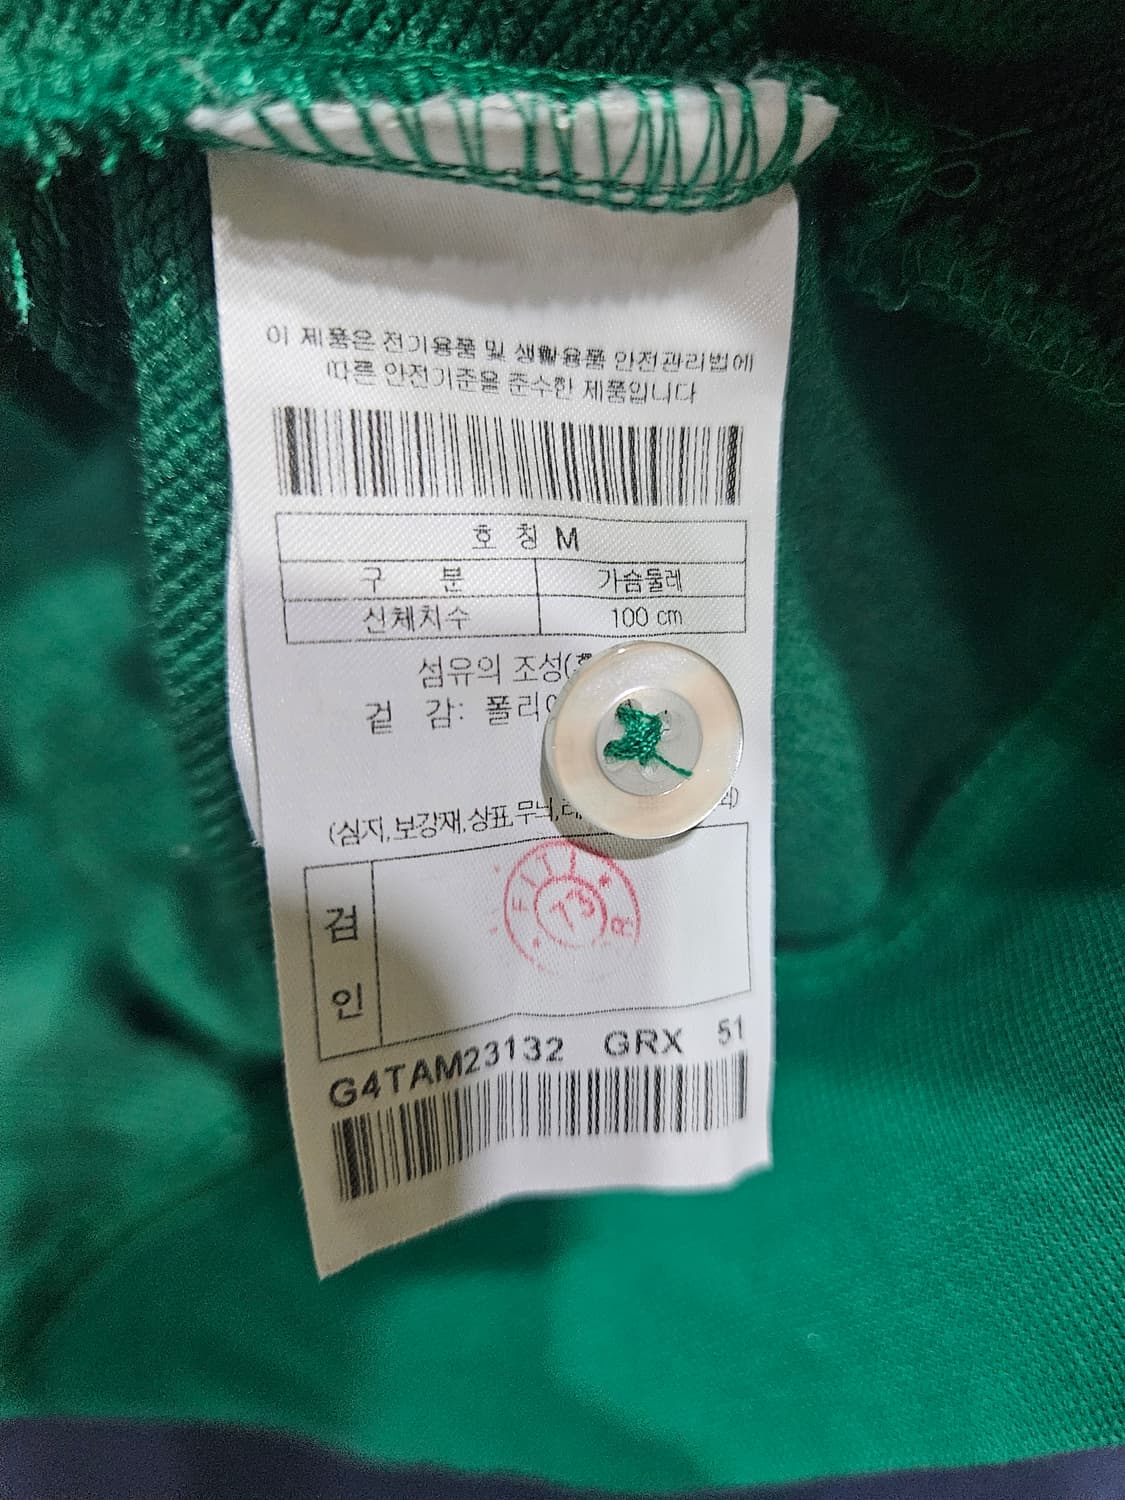 이 제품은 전기용품 및 생활용품 안전관리법에
따른 안전기준을 준수한 제품입니다
호 칭 M
구 분 가슴둘레
신체치수 100 cm
섬유의 조성
겉 감: 폴리
(심지,보강재,상표,무늬,
검
인
G4TAM23132 GRX 51